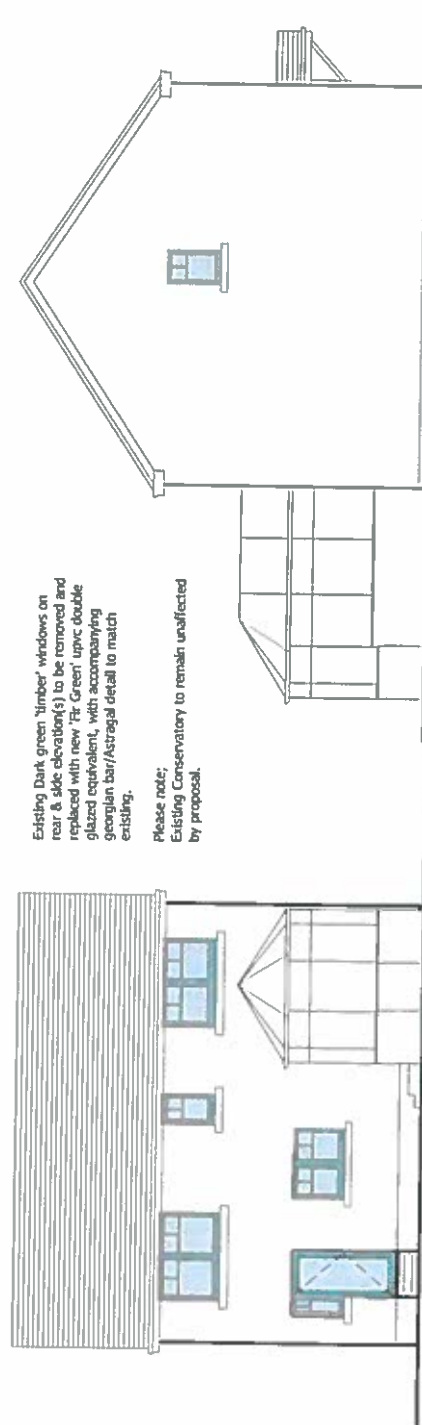 Existing Dark green 'timber' windows on
rear & side elevation(s) to be removed and
replaced with new 'Fir Green' upvc double
glazed equivalent, with accompanying
georgian bar/Astragal detail to match
existing.
Please note;
Existing Conservatory to remain unaffected
by proposal.